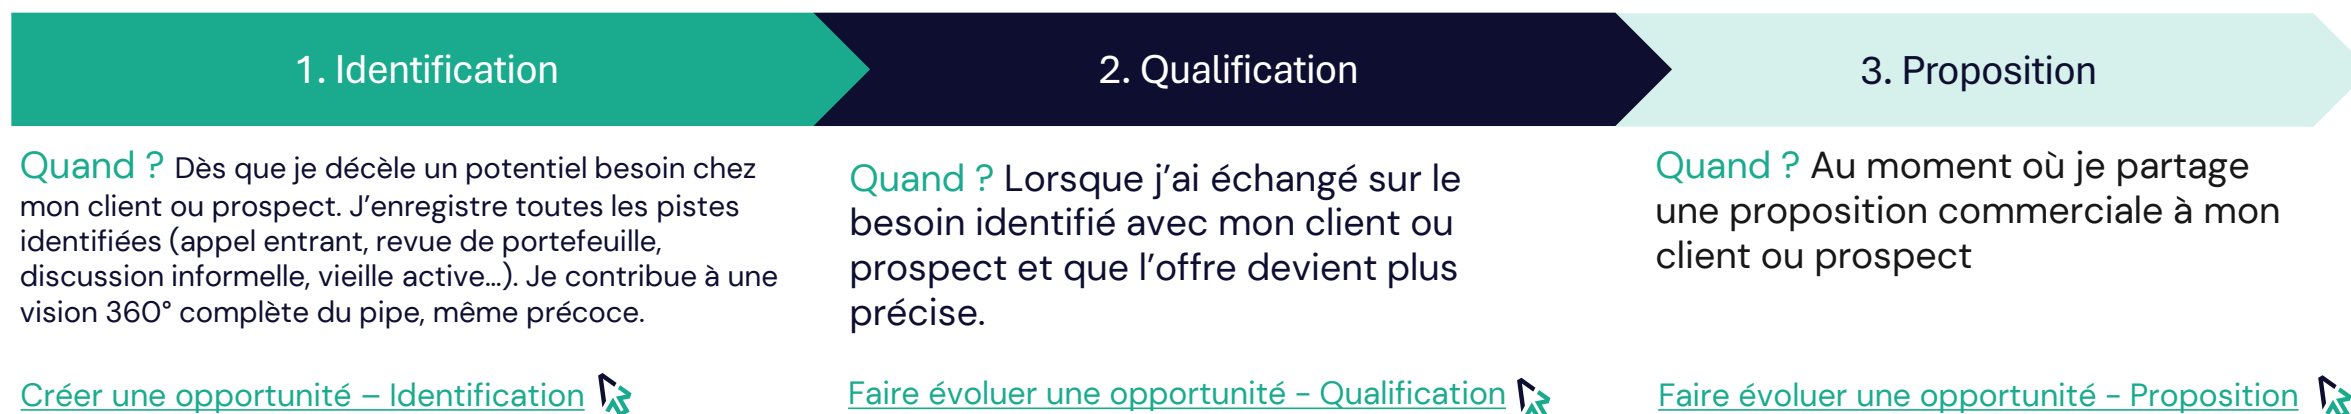 1. Identification
2. Qualification
3. Proposition
Quand ? Dès que je décèle un potentiel besoin chez
mon client ou prospect. J’enregistre toutes les pistes
identifiées (appel entrant, revue de portefeuille,
discussion informelle, vieille active…). Je contribue à une
vision 360° complète du pipe, même précoce.
Créer une opportunité – Identification
Quand ? Lorsque j’ai échangé sur le
besoin identifié avec mon client ou
prospect et que l’offre devient plus
précise.
Faire évoluer une opportunité - Qualification
Quand ? Au moment où je partage
une proposition commerciale à mon
client ou prospect
Faire évoluer une opportunité - Proposition